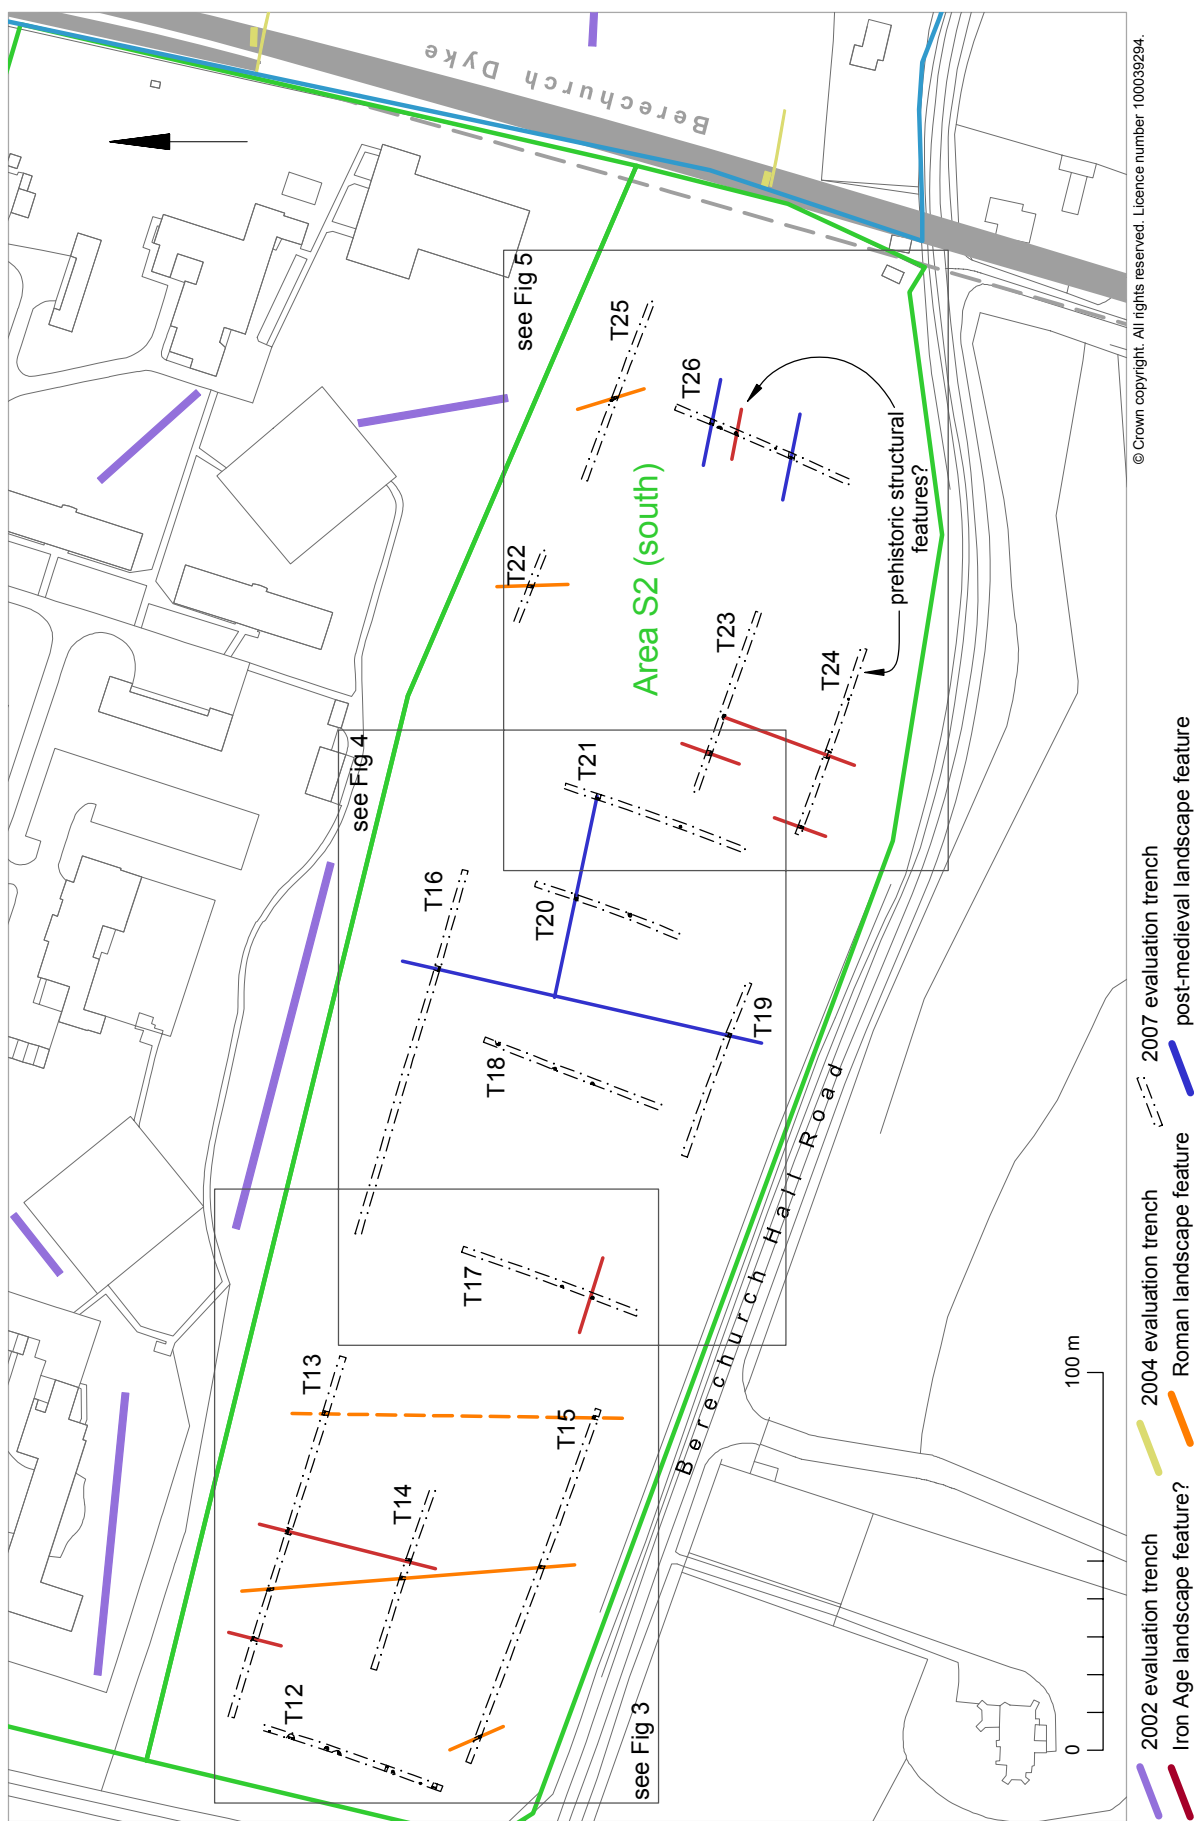 Berechurch Dyke
see Fig 5
T25
T26
T22
Area S2 (south)
prehistoric structural
features?
T23
T24
see Fig 4
T21
T16
T20
T19
T18
T17
Berechurch Hall Road
T13
T15
T14
T12
see Fig 3
0
100 m
© Crown copyright. All rights reserved. Licence number 100039294.
2002 evaluation trench
2004 evaluation trench
2007 evaluation trench
Iron Age landscape feature?
Roman landscape feature
post-medieval landscape feature